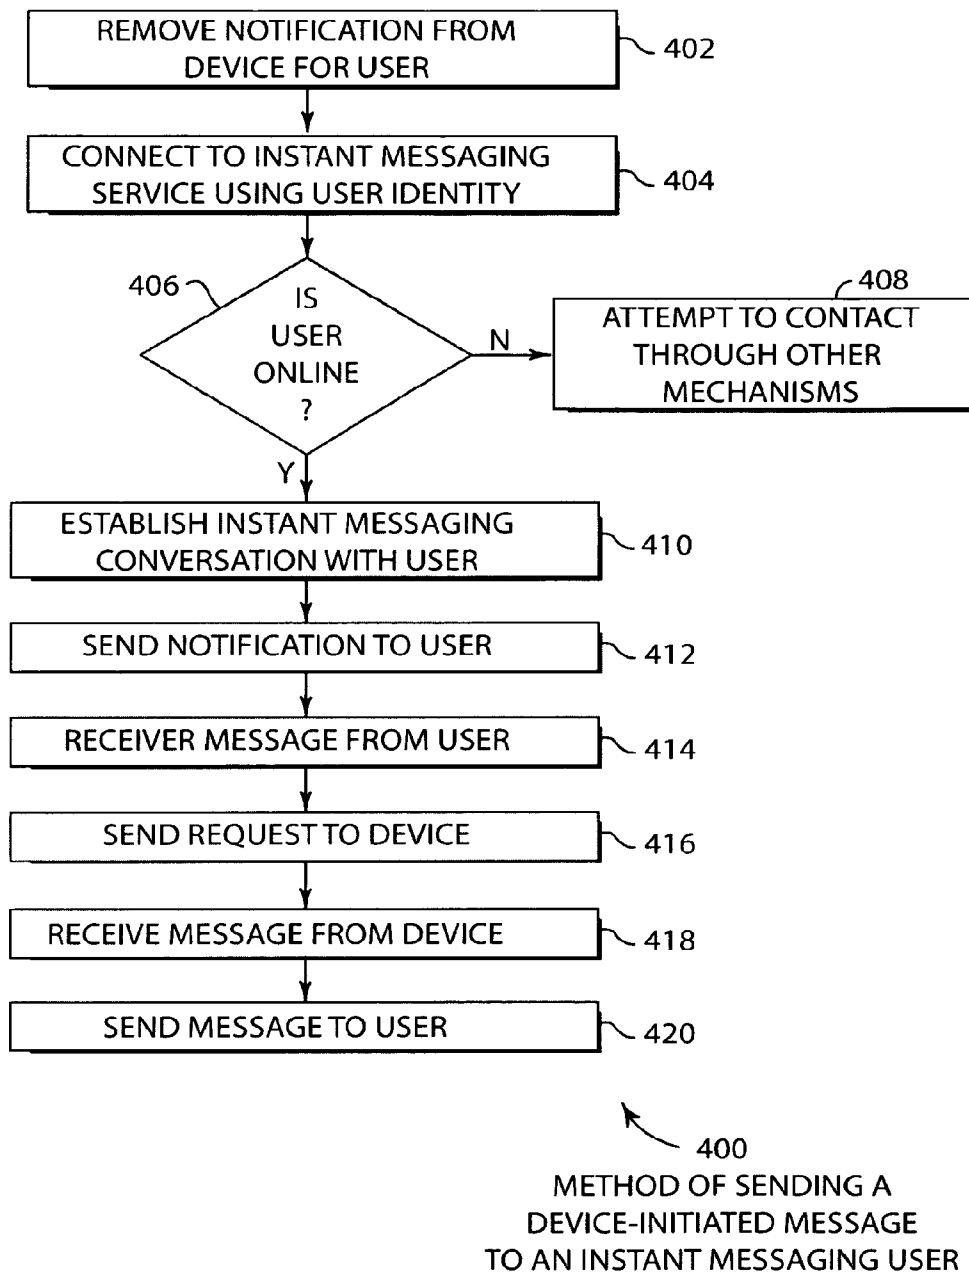 REMOVE NOTIFICATION FROM
DEVICE FOR USER
402
CONNECT TO INSTANT MESSAGING
SERVICE USING USER IDENTITY
404
406
IS
USER
ONLINE
?
N
408
ATTEMPT TO CONTACT
THROUGH OTHER
MECHANISMS
Y
ESTABLISH INSTANT MESSAGING
CONVERSATION WITH USER
410
SEND NOTIFICATION TO USER
412
RECEIVER MESSAGE FROM USER
414
SEND REQUEST TO DEVICE
416
RECEIVE MESSAGE FROM DEVICE
418
SEND MESSAGE TO USER
420
400
METHOD OF SENDING A
DEVICE-INITIATED MESSAGE
TO AN INSTANT MESSAGING USER